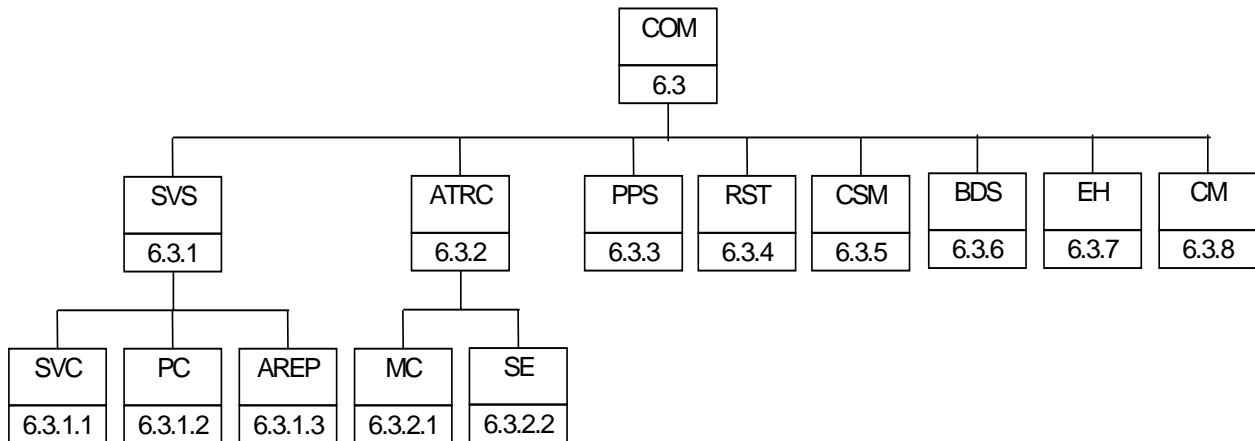 COM
6.3
SVS
6.3.1
ATRC
6.3.2
PPS
6.3.3
RST
6.3.4
CSM
6.3.5
BDS
6.3.6
EH
6.3.7
CM
6.3.8
SVC
6.3.1.1
PC
6.3.1.2
AREP
6.3.1.3
MC
6.3.2.1
SE
6.3.2.2